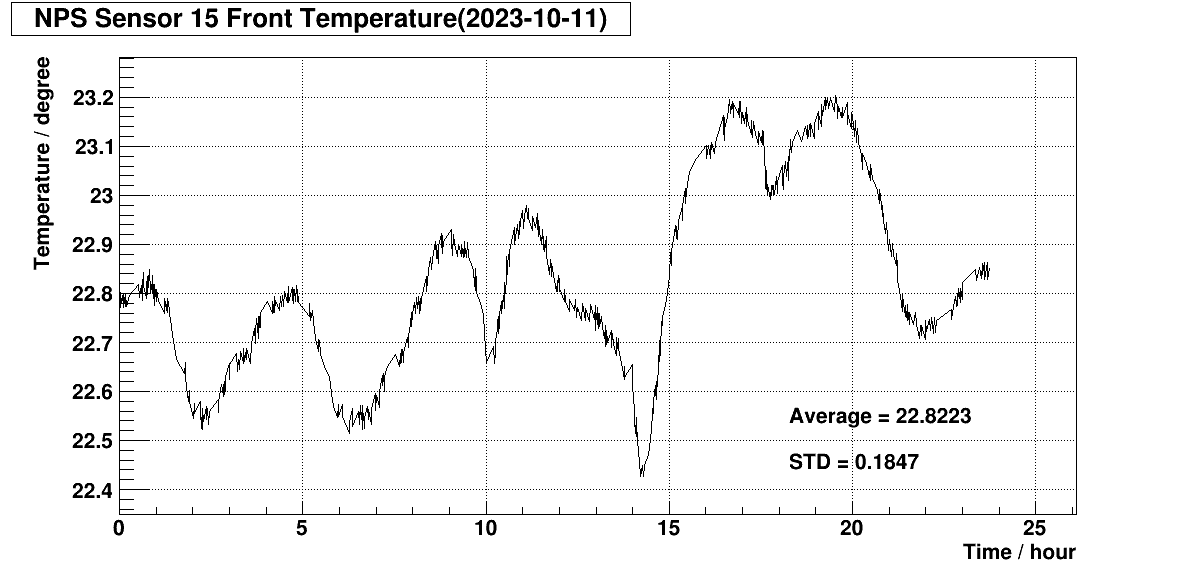 NPS Sensor 15 Front Temperature(2023-10-11)
Temperature / degree
23.2
23.1
23
22.9
22.8
22.7
22.6
22.5
22.4
Average = 22.8223
STD = 0.1847
0 5 10 15 20 25
Time / hour